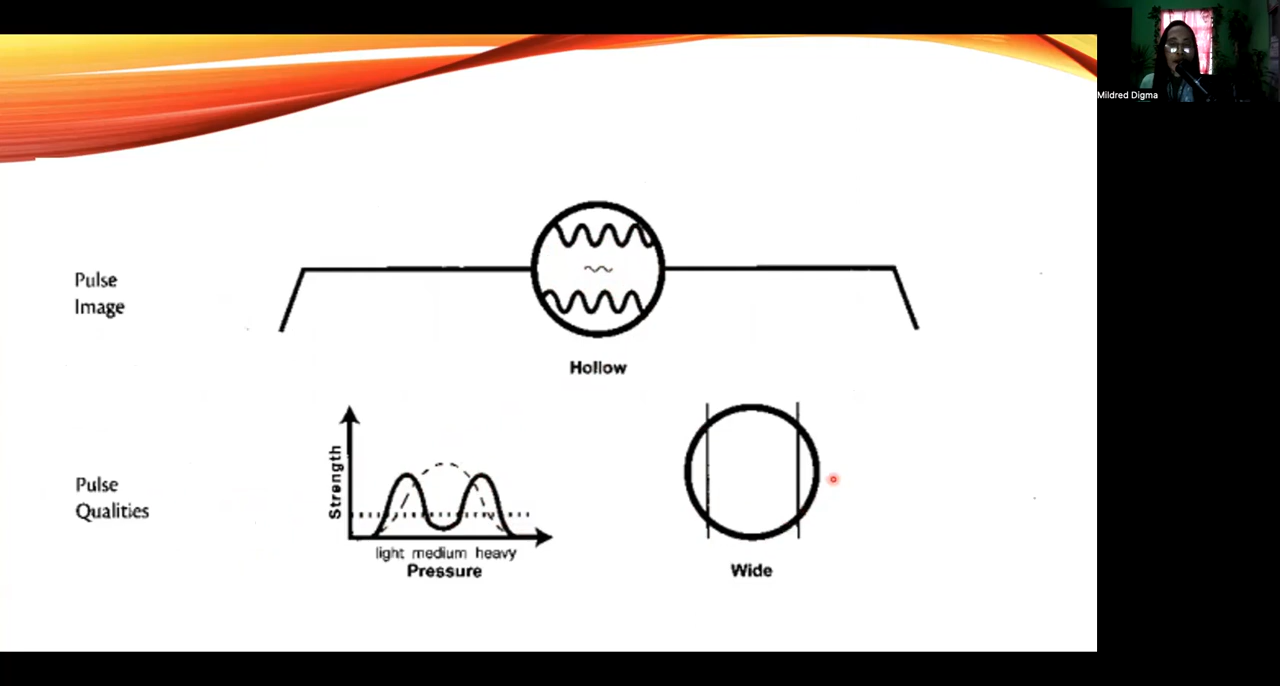 Mildred Digma
Pulse
Image
Hollow
Pulse
Qualities
Strength
light medium heavy
Pressure
Wide